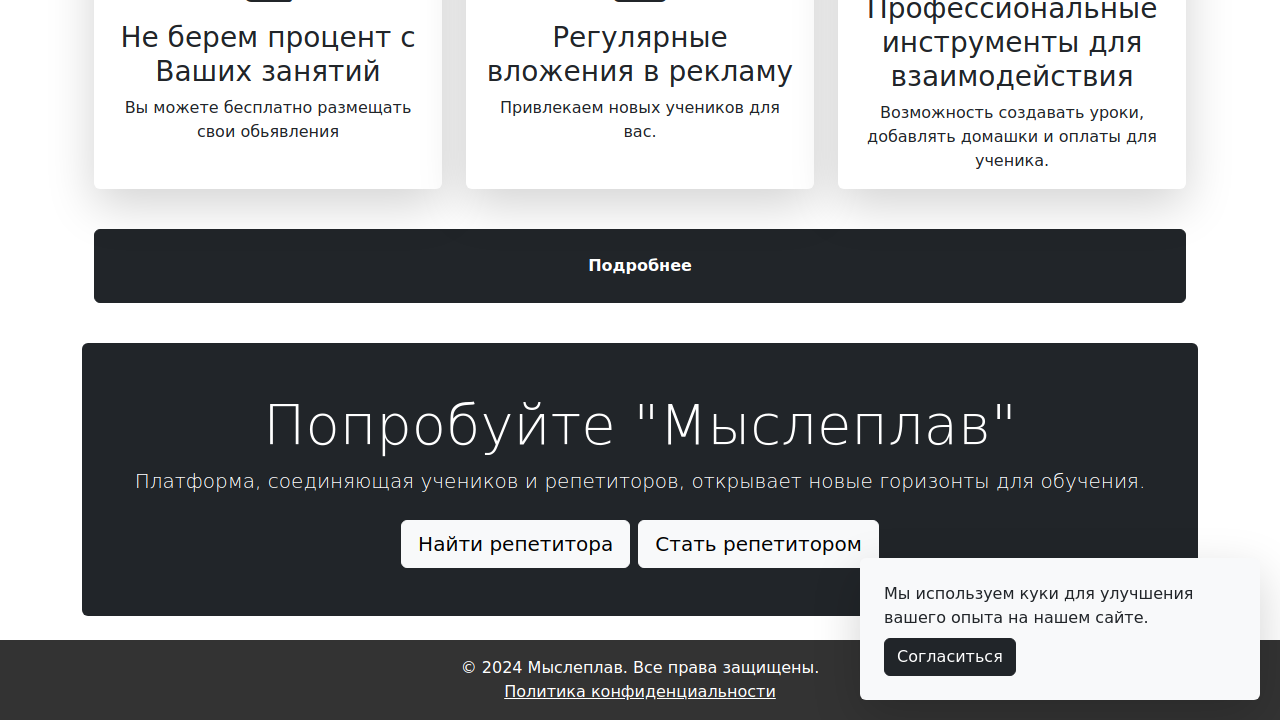 Не берем процент с
Ваших занятий
Вы можете бесплатно размещать
свои обьявления
Регулярные
вложения в рекламу
Привлекаем новых учеников для
вас.
Профессиональные
инструменты для
взаимодействия
Возможность создавать уроки,
добавлять домашки и оплаты для
ученика.
Подробнее
Попробуйте "Мыслеплав"
Платформа, соединяющая учеников и репетиторов, открывает новые горизонты для обучения.
Найти репетитора
Стать репетитором
Мы используем куки для улучшения
вашего опыта на нашем сайте.
Согласиться
© 2024 Мыслеплав. Все права защищены.
Политика конфиденциальности